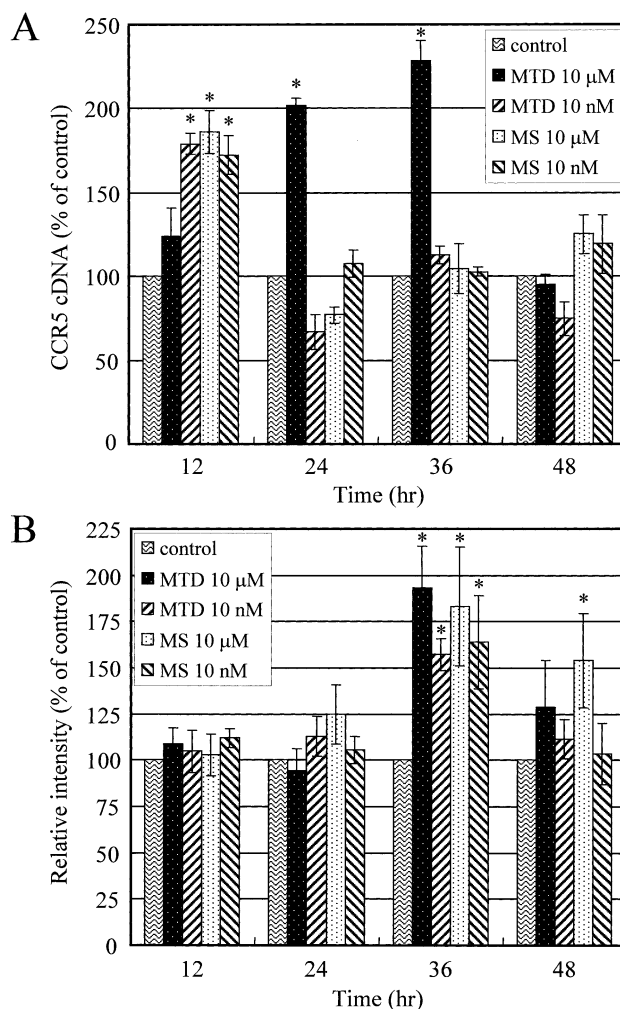 A
250
200
150
100
50
0
CCR5 cDNA (% of control)
* * *
*
*
control
MTD 10 μM
MTD 10 nM
MS 10 μM
MS 10 nM
12 24 36 48
Time (hr)
B
225
200
175
150
125
100
75
50
25
0
Relative intensity (% of control)
control
MTD 10 μM
MTD 10 nM
MS 10 μM
MS 10 nM
* * * *
*
12 24 36 48
Time (hr)